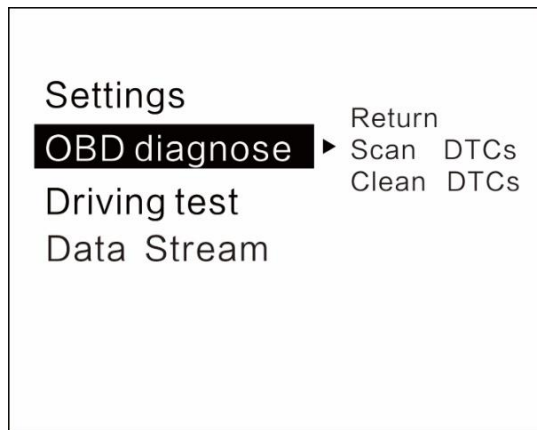 Settings
OBD diagnose
Driving test
Data Stream
Return
Scan DTCs
Clean DTCs